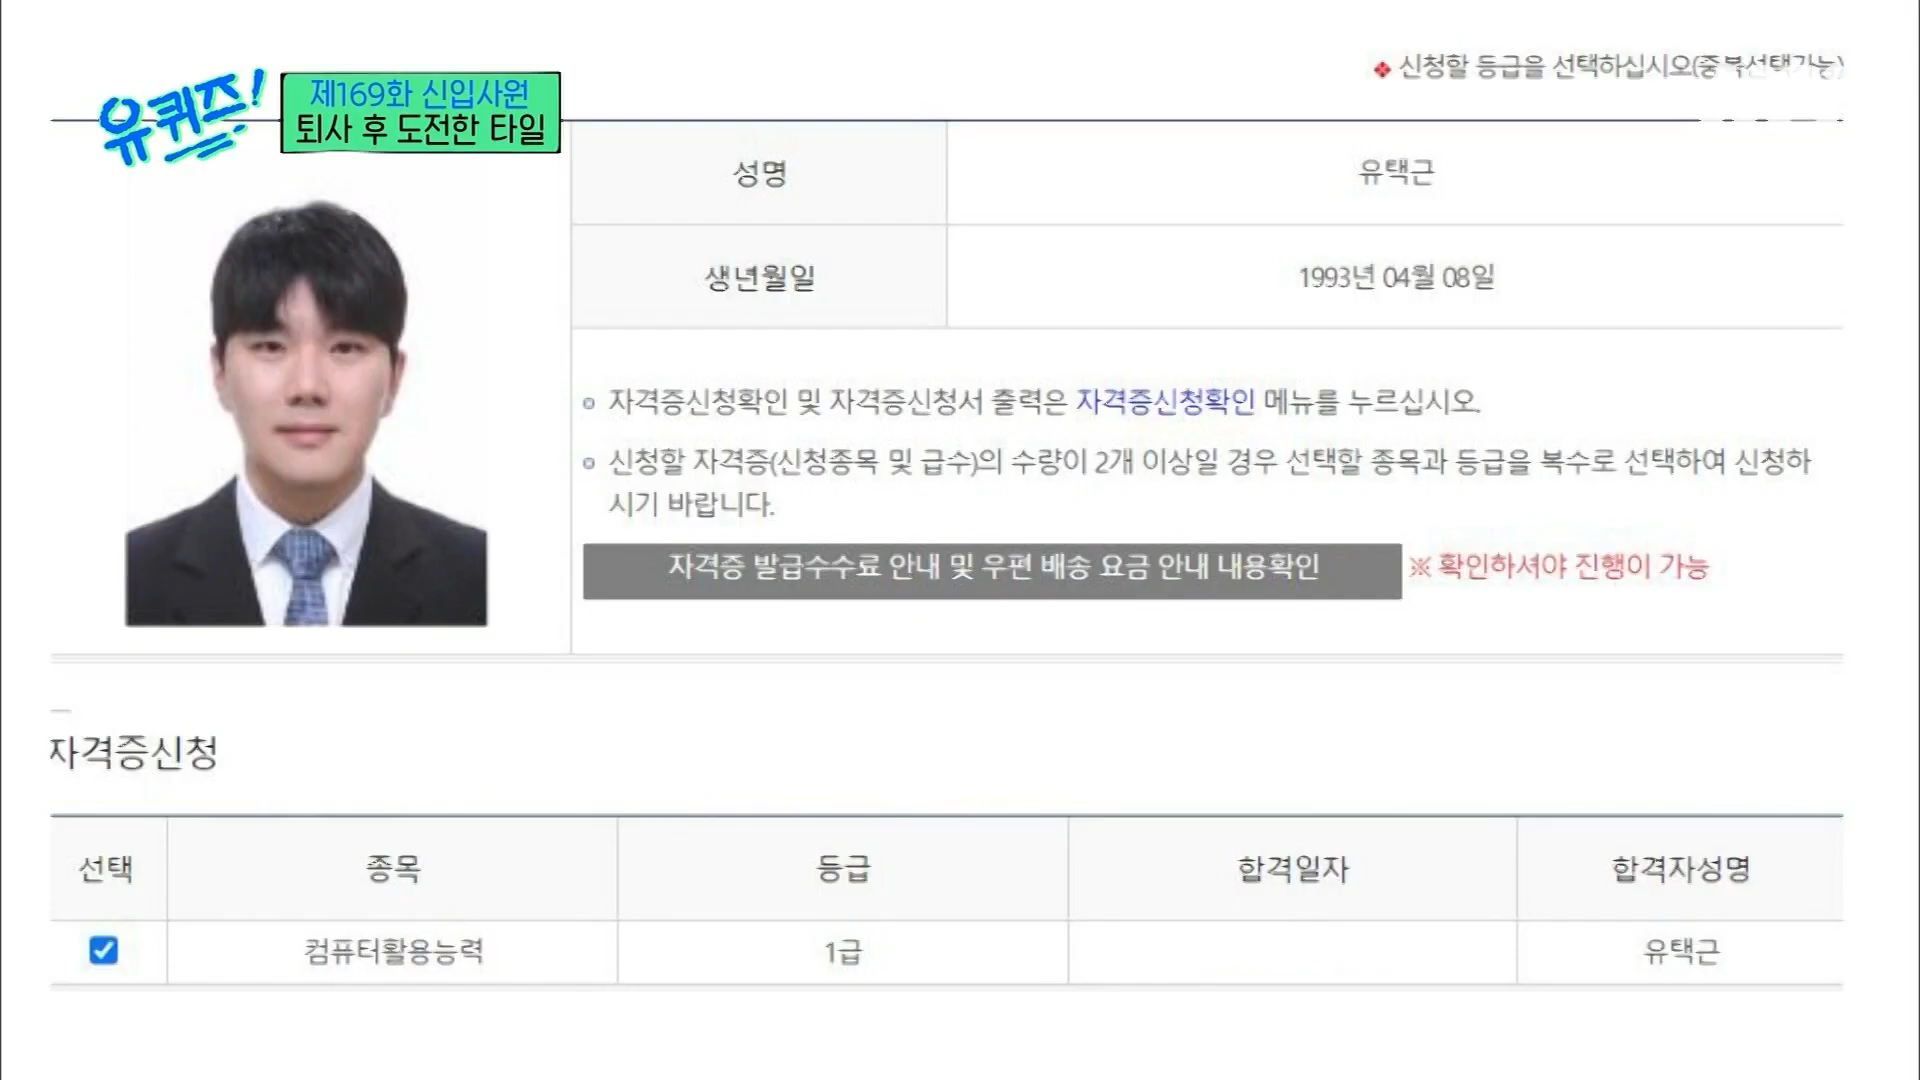 유퀴즈!
제169화 신입사원
퇴사 후 도전한 타일
❖ 신청할 등급을 선택하십시오(중복선택가능)
성명 유택근
생년월일 1993년 04월 08일
자격증신청확인 및 자격증신청서 출력은 자격증신청확인 메뉴를 누르십시오.
신청할 자격증(신청종목 및 급수)의 수량이 2개 이상일 경우 선택할 종목과 등급을 복수로 선택하여 신청하
시기 바랍니다.
자격증 발급수수료 안내 및 우편 배송 요금 안내 내용확인 ※ 확인하셔야 진행이 가능
자격증신청
선택 종목 등급 합격일자 합격자성명
컴퓨터활용능력 1급 유택근